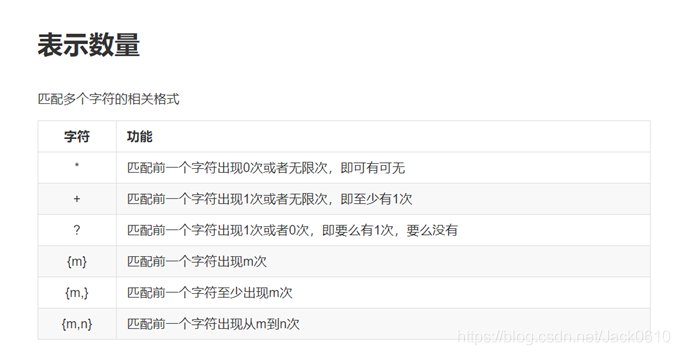 表示数量
匹配多个字符的相关格式
字符 功能
* 匹配前一个字符出现0次或者无限次，即可有可无
+ 匹配前一个字符出现1次或者无限次，即至少有1次
? 匹配前一个字符出现1次或者0次，即要么有1次，要么没有
{m} 匹配前一个字符出现m次
{m,} 匹配前一个字符至少出现m次
{m,n} 匹配前一个字符出现从m到n次
https://blog.csdn.net/Jack0610